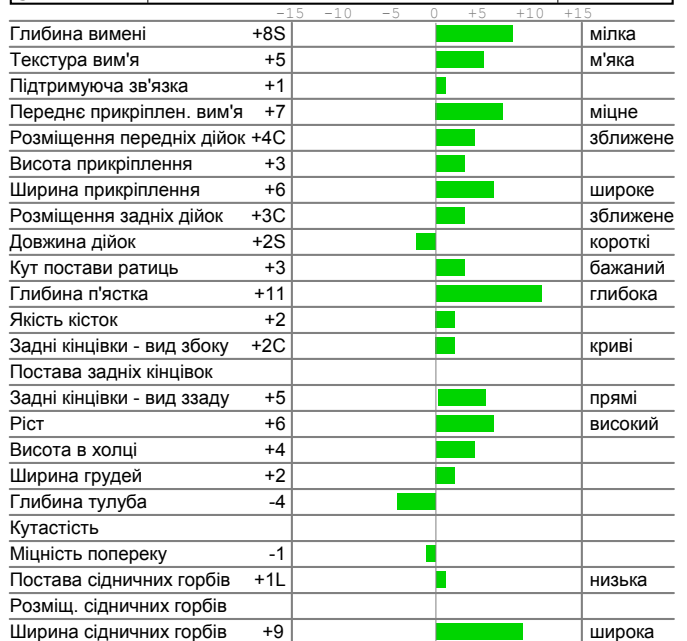 -15 -10 -5 0 +5 +10 +15
Глибина вимені +8S мілка
Текстура вим'я +5 м'яка
Підтримуюча зв'язка +1
Переднє прикріплен. вим'я +7 міцне
Розміщення передніх дійок +4C зближене
Висота прикріплення +3
Ширина прикріплення +6 широке
Розміщення задніх дійок +3C зближене
Довжина дійок +2S короткі
Кут постави ратиць +3 бажаний
Глибина п'ястка +11 глибока
Якість кісток +2
Задні кінцівки - вид збоку +2C криві
Постава задніх кінцівок
Задні кінцівки - вид ззаду +5 прямі
Ріст +6 високий
Висота в холці +4
Ширина грудей +2
Глибина тулуба -4
Кутастість
Міцність попереку -1
Постава сідничних горбів +1L низька
Розміщ. сідничних горбів
Ширина сідничних горбів +9 широка